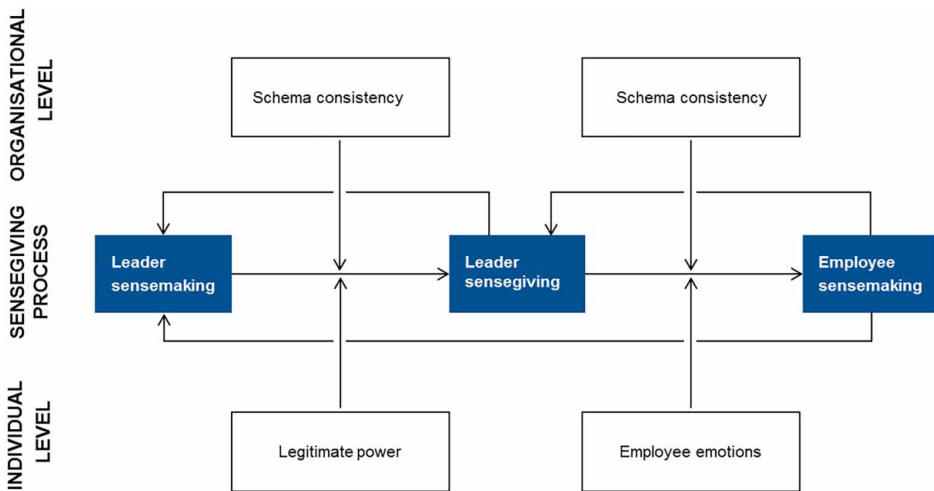 ORGANISATIONAL
LEVEL
Schema consistency
Schema consistency
SENSEGIVING
PROCESS
Leader
sensemaking
Leader
sensegiving
Employee
sensemaking
INDIVIDUAL
LEVEL
Legitimate power
Employee emotions